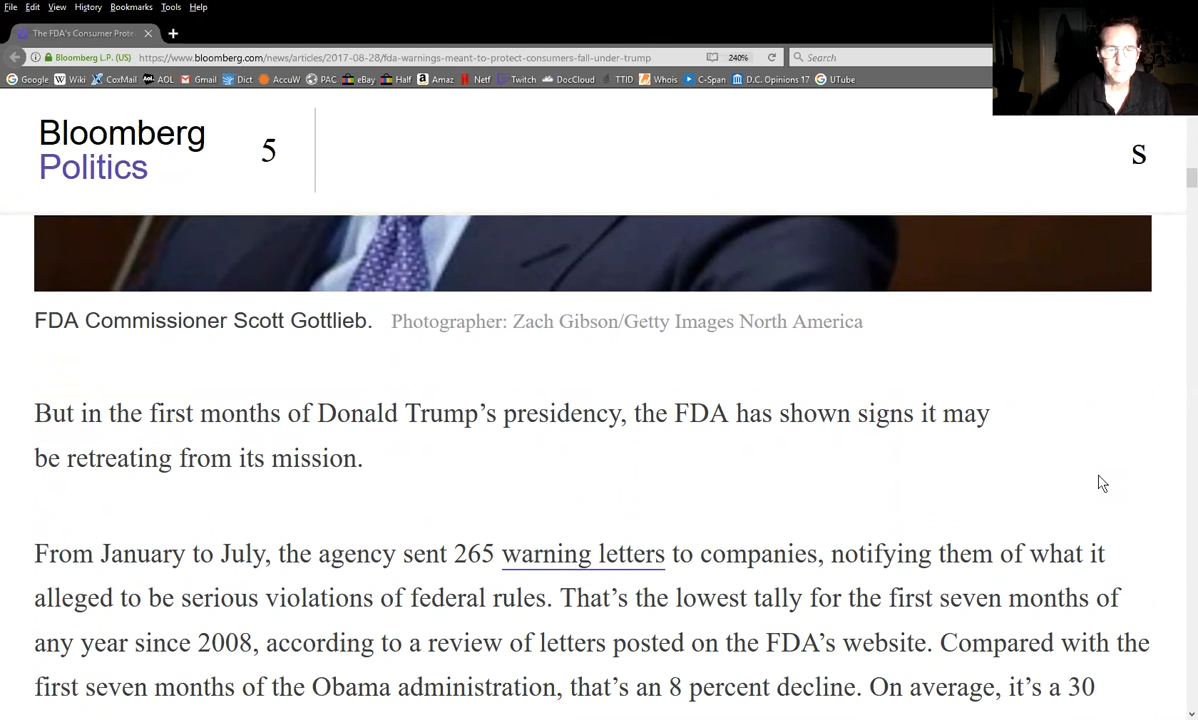 File Edit View History Bookmarks Tools Help
The FDA's Consumer Prote
Bloomberg L.P. (US) https://www.bloomberg.com/news/articles/2017-08-28/fda-warnings-meant-to-protect-consumers-fall-under-trump 240% Search
Google Wiki CoxMail AOL Gmail Dict AccuW PAC eBay Half Amaz Netf Twitch DocCloud TTID Whois C-Span D.C. Opinions 17 UTube
Bloomberg
Politics
5
S
FDA Commissioner Scott Gottlieb. Photographer: Zach Gibson/Getty Images North America
But in the first months of Donald Trump’s presidency, the FDA has shown signs it may
be retreating from its mission.
From January to July, the agency sent 265 warning letters to companies, notifying them of what it
alleged to be serious violations of federal rules. That’s the lowest tally for the first seven months of
any year since 2008, according to a review of letters posted on the FDA’s website. Compared with the
first seven months of the Obama administration, that’s an 8 percent decline. On average, it’s a 30